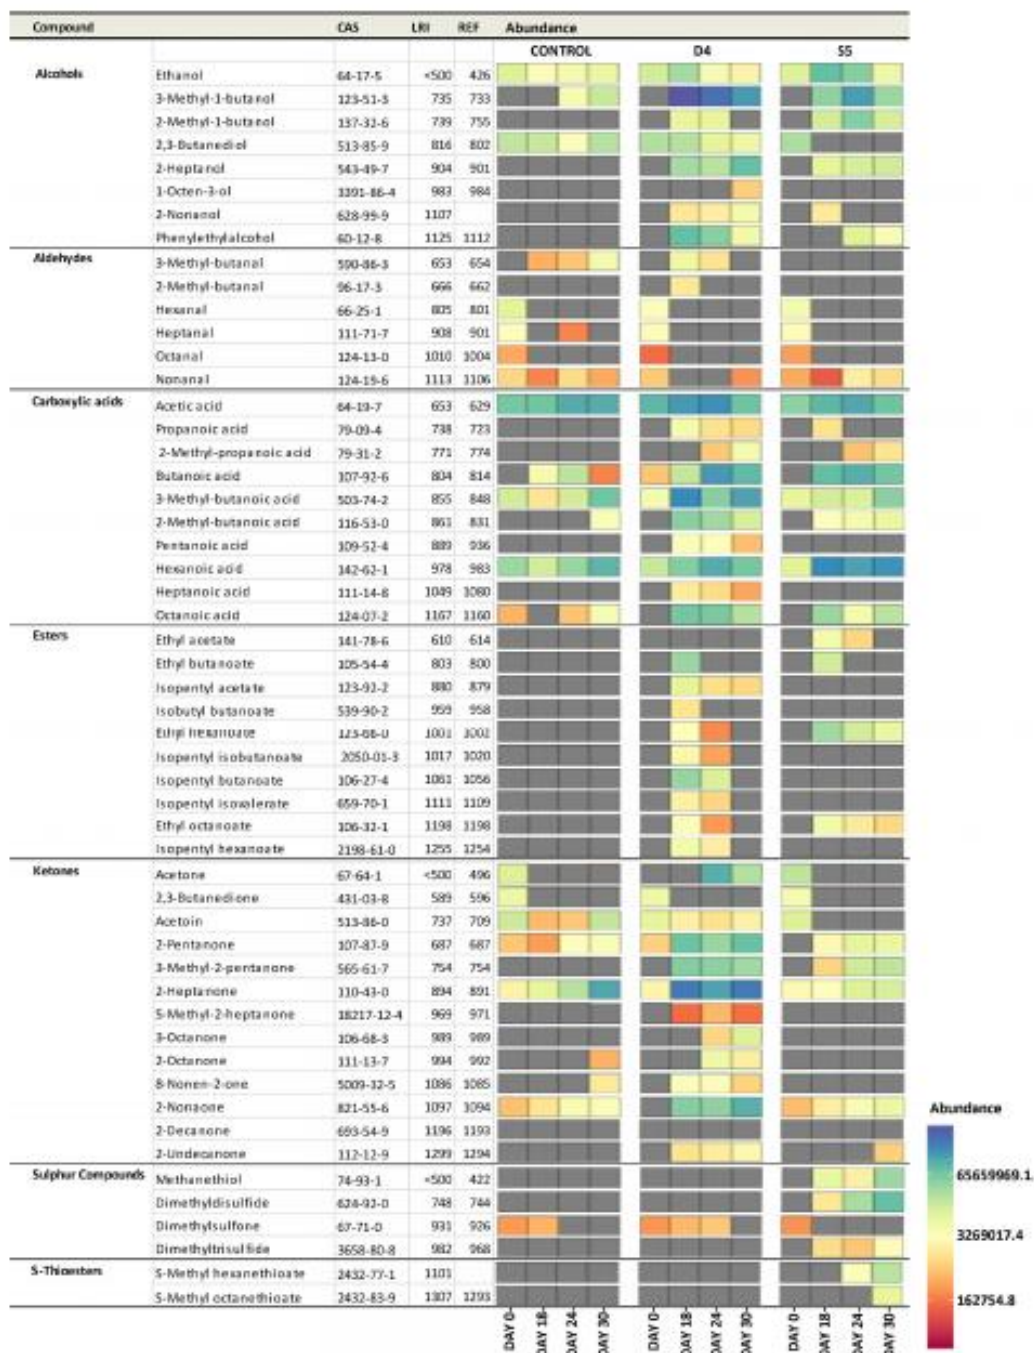 Compound CAS LRI REF Abundance
CONTROL D4 S5
Alcohols Ethanol 64-17-5 <500 426
3-Methyl-1-butanol 123-51-3 735 733
2-Methyl-1-butanol 137-32-6 739 755
2,3-Butanediol 513-85-9 816 802
2-Heptanol 543-49-7 904 901
1-Octen-3-ol 3391-86-4 983 984
2-Nonanol 628-99-9 1107
Phenylethylalcohol 60-12-8 1125 1112
Aldehydes 3-Methyl-butanal 590-86-3 653 654
2-Methyl-butanal 96-17-3 666 662
Hexanal 66-25-1 805 801
Heptanal 111-71-7 908 901
Octanal 124-13-0 1010 1004
Nonanal 124-19-6 1113 1106
Carboxylic acids Acetic acid 64-19-7 653 629
Propanoic acid 79-09-4 738 723
2-Methyl-propanoic acid 79-31-2 771 774
Butanoic acid 107-92-6 804 814
3-Methyl-butanoic acid 503-74-2 855 848
2-Methyl-butanoic acid 116-53-0 861 831
Pentanoic acid 109-52-4 889 936
Hexanoic acid 142-62-1 978 983
Heptanoic acid 111-14-8 1049 1080
Octanoic acid 124-07-2 1167 1160
Esters Ethyl acetate 141-78-6 610 614
Ethyl butanoate 105-54-4 803 800
Isopentyl acetate 123-92-2 880 879
Isobutyl butanoate 539-90-2 959 958
Ethyl hexanoate 123-66-0 1001 1002
Isopentyl isobutanoate 2050-01-3 1017 1020
Isopentyl butanoate 106-27-4 1061 1056
Isopentyl isovalerate 659-70-1 1111 1109
Ethyl octanoate 106-32-1 1198 1198
Isopentyl hexanoate 2198-61-0 1255 1254
Ketones Acetone 67-64-1 <500 496
2,3-Butanedione 431-03-8 589 596
Acetoin 513-86-0 737 709
2-Pentanone 107-87-9 687 687
3-Methyl-2-pentanone 565-61-7 754 754
2-Heptanone 110-43-0 894 891
5-Methyl-2-heptanone 18217-12-4 969 971
3-Octanone 106-68-3 989 989
2-Octanone 111-13-7 994 992
8-Nonen-2-one 5009-32-5 1086 1085
2-Nonaone 821-55-6 1097 1094
2-Decanone 693-54-9 1196 1193
2-Undecanone 112-12-9 1299 1294
Sulphur Compounds Methanethiol 74-93-1 <500 422
Dimethyldisulfide 624-92-0 748 744
Dimethylsulfone 67-71-0 931 926
Dimethyltrisulfide 3658-80-8 982 968
S-Thioesters S-Methyl hexanethioate 2432-77-1 1101
S-Methyl octanethioate 2432-83-9 1307 1293
DAY 0 DAY 18 DAY 24 DAY 30 DAY 0 DAY 18 DAY 24 DAY 30 DAY 0 DAY 18 DAY 24 DAY 30
Abundance
65659969.1
3269017.4
162754.8